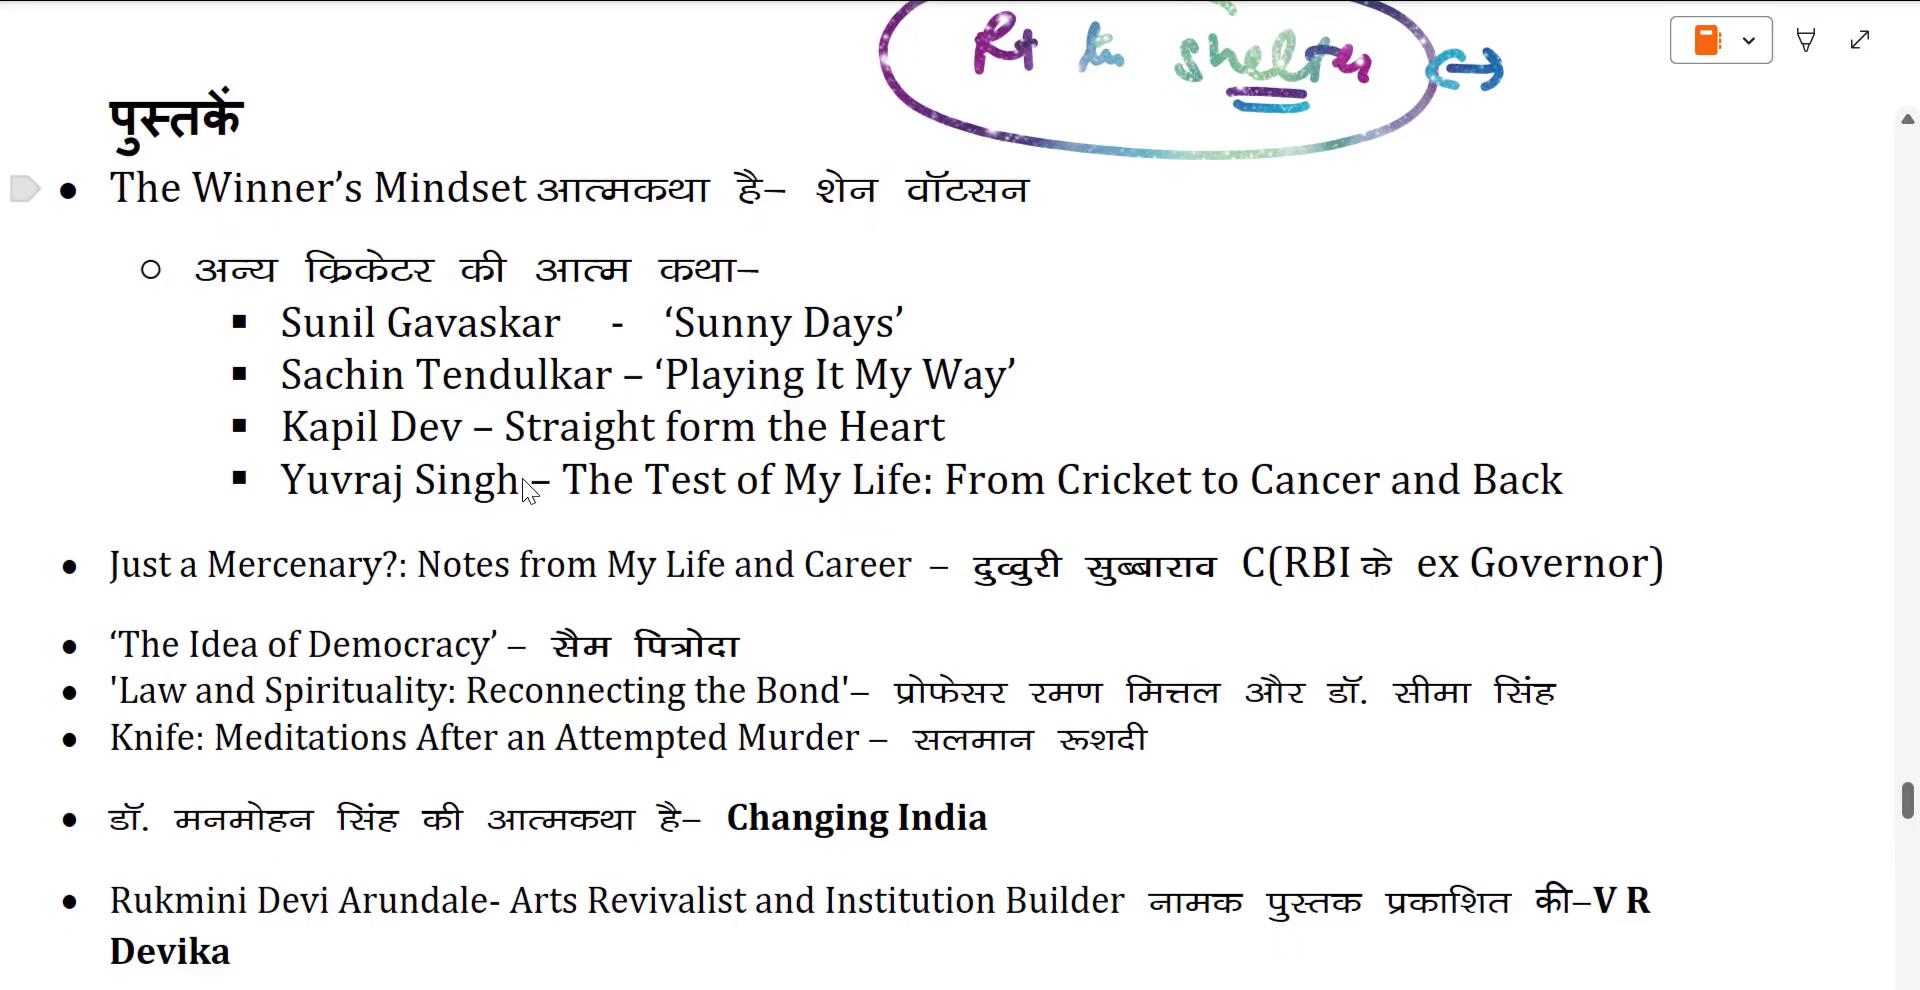 Rt to shelter
पुस्तकें
• The Winner’s Mindset आत्मकथा है– शेन वॉटसन
○ अन्य क्रिकेटर की आत्म कथा–
▪ Sunil Gavaskar - ‘Sunny Days’
▪ Sachin Tendulkar – ‘Playing It My Way’
▪ Kapil Dev – Straight form the Heart
▪ Yuvraj Singh – The Test of My Life: From Cricket to Cancer and Back
• Just a Mercenary?: Notes from My Life and Career – दुव्वुरी सुब्बाराव C(RBI के ex Governor)
• ‘The Idea of Democracy’ – सैम पित्रोदा
• 'Law and Spirituality: Reconnecting the Bond'– प्रोफेसर रमण मित्तल और डॉ. सीमा सिंह
• Knife: Meditations After an Attempted Murder – सलमान रूशदी
• डॉ. मनमोहन सिंह की आत्मकथा है– Changing India
• Rukmini Devi Arundale- Arts Revivalist and Institution Builder नामक पुस्तक प्रकाशित की–V R
Devika